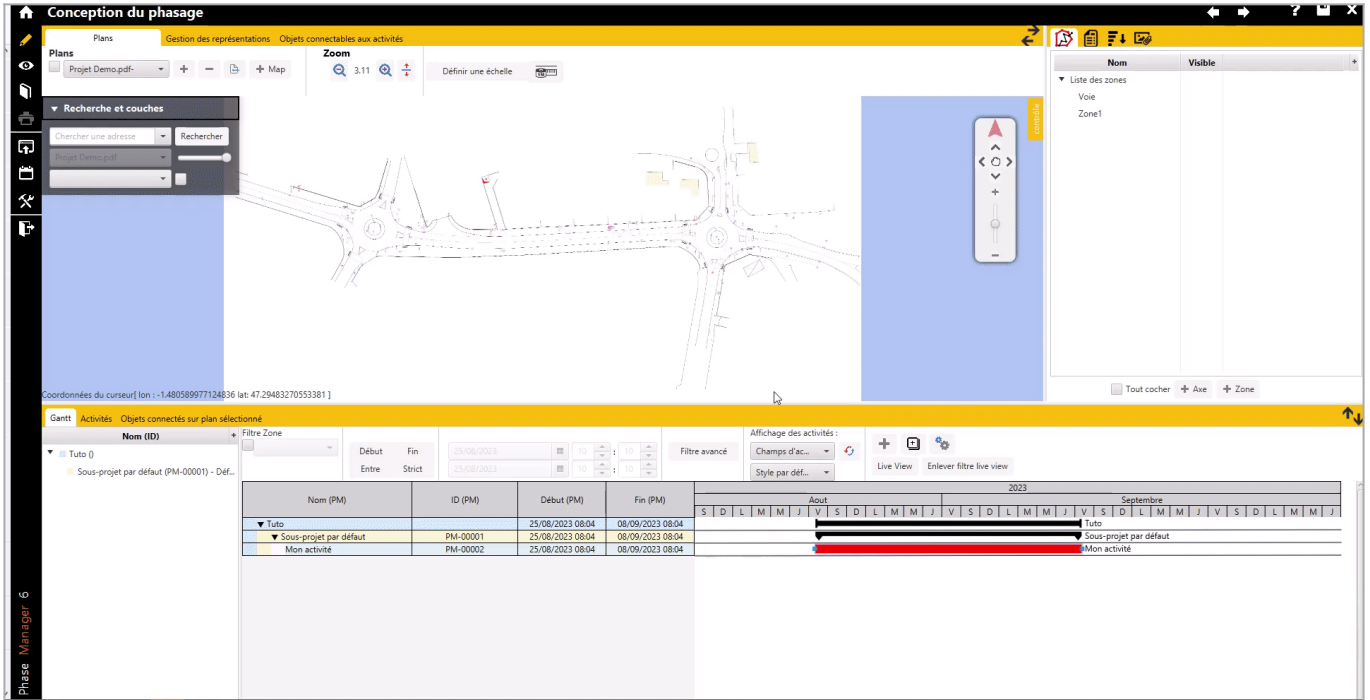 Conception du phasage
?
Plans Gestion des représentations Objets connectables aux activités
Plans
Projet Demo.pdf- + Map
Zoom
3.11
Définir une échelle
Recherche et couches
Chercher une adresse Rechercher
Projet Demo.pdf
contrôle
Nom Visible +
Liste des zones
Voie
Zone1
Tout cocher + Axe + Zone
Coordonnées du curseur[ lon : -1.480589977124836 lat: 47.29483270553381 ]
Gantt Activités Objets connectés sur plan sélectionné
Nom (ID) +
Tuto ()
Sous-projet par défaut (PM-00001) - Déf...
Filtre Zone
Début Fin
Entre Strict
25/08/2023 10 : 10
25/08/2023 10 : 10
Filtre avancé
Affichage des activités :
Champs d'ac...
Style par déf...
Live View Enlever filtre live view
Nom (PM) ID (PM) Début (PM) Fin (PM)
2023
Aout Septembre
S D L M M J V S D L M M J V S D L M M J V S D L M M J V S D L M M J
Tuto 25/08/2023 08:04 08/09/2023 08:04 Tuto
Sous-projet par défaut PM-00001 25/08/2023 08:04 08/09/2023 08:04 Sous-projet par défaut
Mon activité PM-00002 25/08/2023 08:04 08/09/2023 08:04 Mon activité
Phase Manager 6